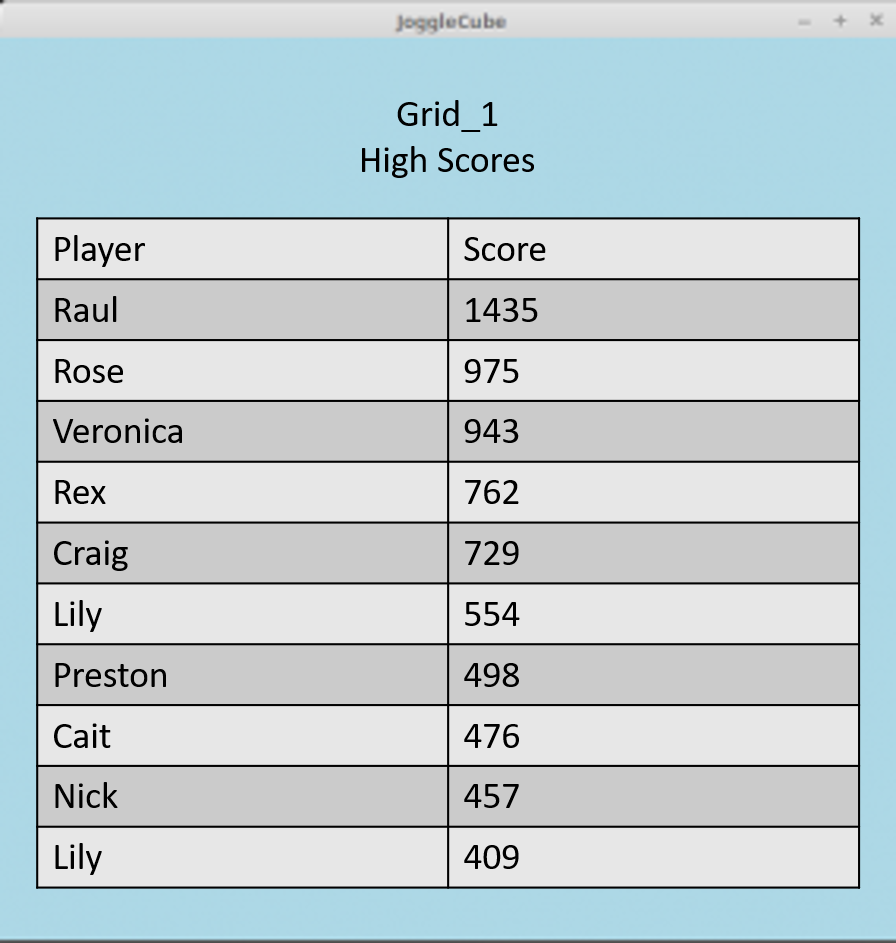 JoggleCube
Grid_1
High Scores
Player Score
Raul 1435
Rose 975
Veronica 943
Rex 762
Craig 729
Lily 554
Preston 498
Cait 476
Nick 457
Lily 409